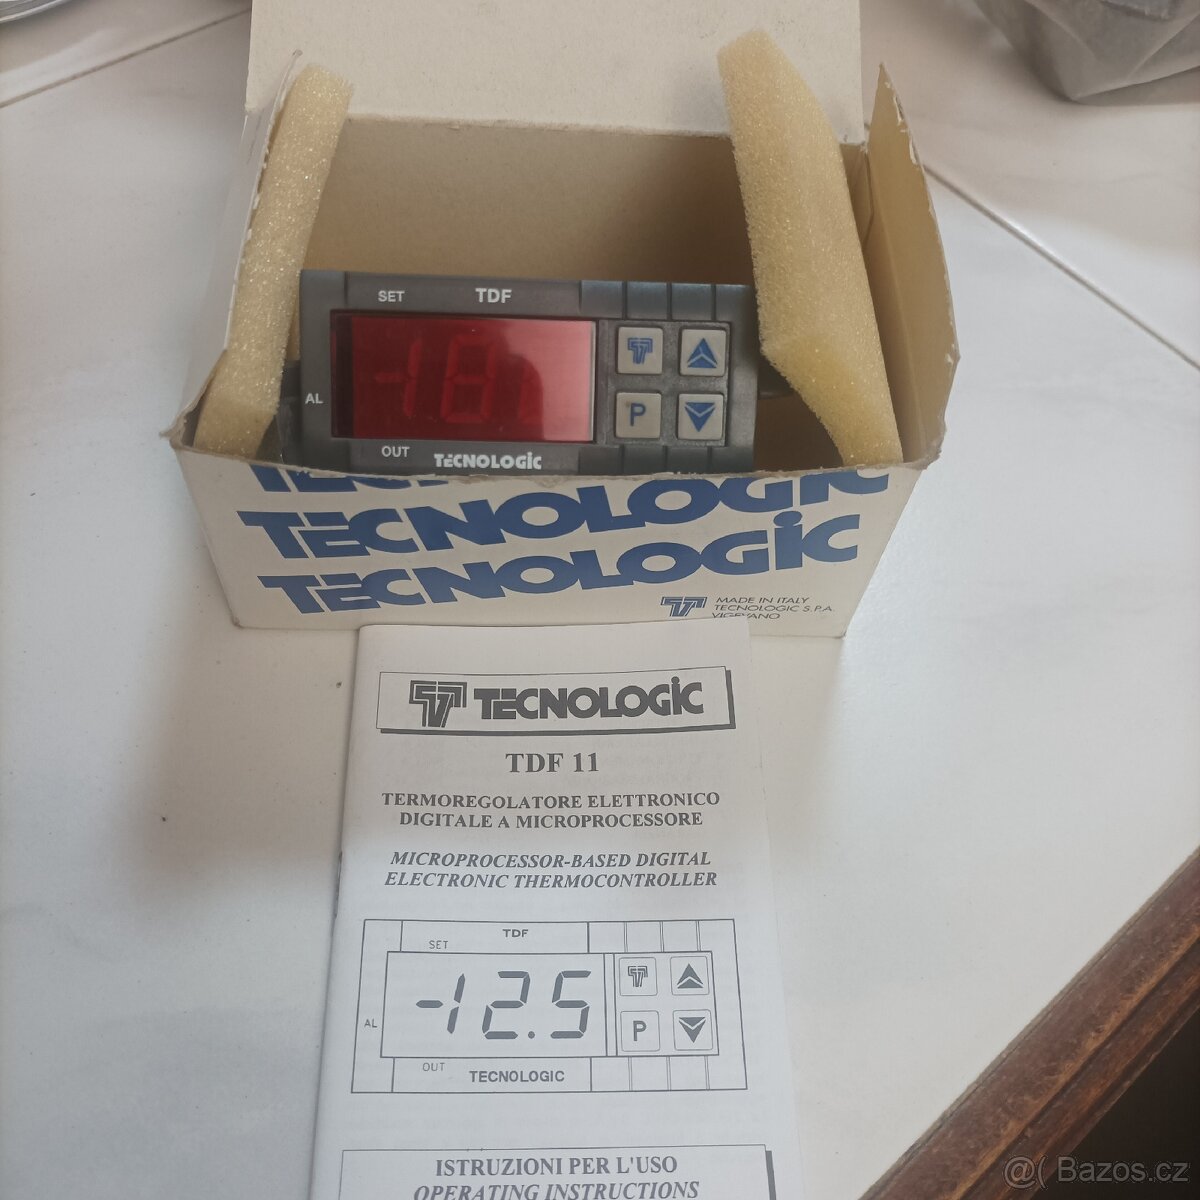 SET TDF
AL
P
OUT TECNOLOGIC
TECNOLOGIC
TECNOLOGIC
MADE IN ITALY
TECNOLOGIC S.P.A.
VIGEVANO
TECNOLOGIC
TDF 11
TERMOREGOLATORE ELETTRONICO
DIGITALE A MICROPROCESSORE
MICROPROCESSOR-BASED DIGITAL
ELECTRONIC THERMOCONTROLLER
TDF
SET
-12.5
AL
P
OUT
TECNOLOGIC
ISTRUZIONI PER L'USO
OPERATING INSTRUCTIONS
@( Bazos.cz